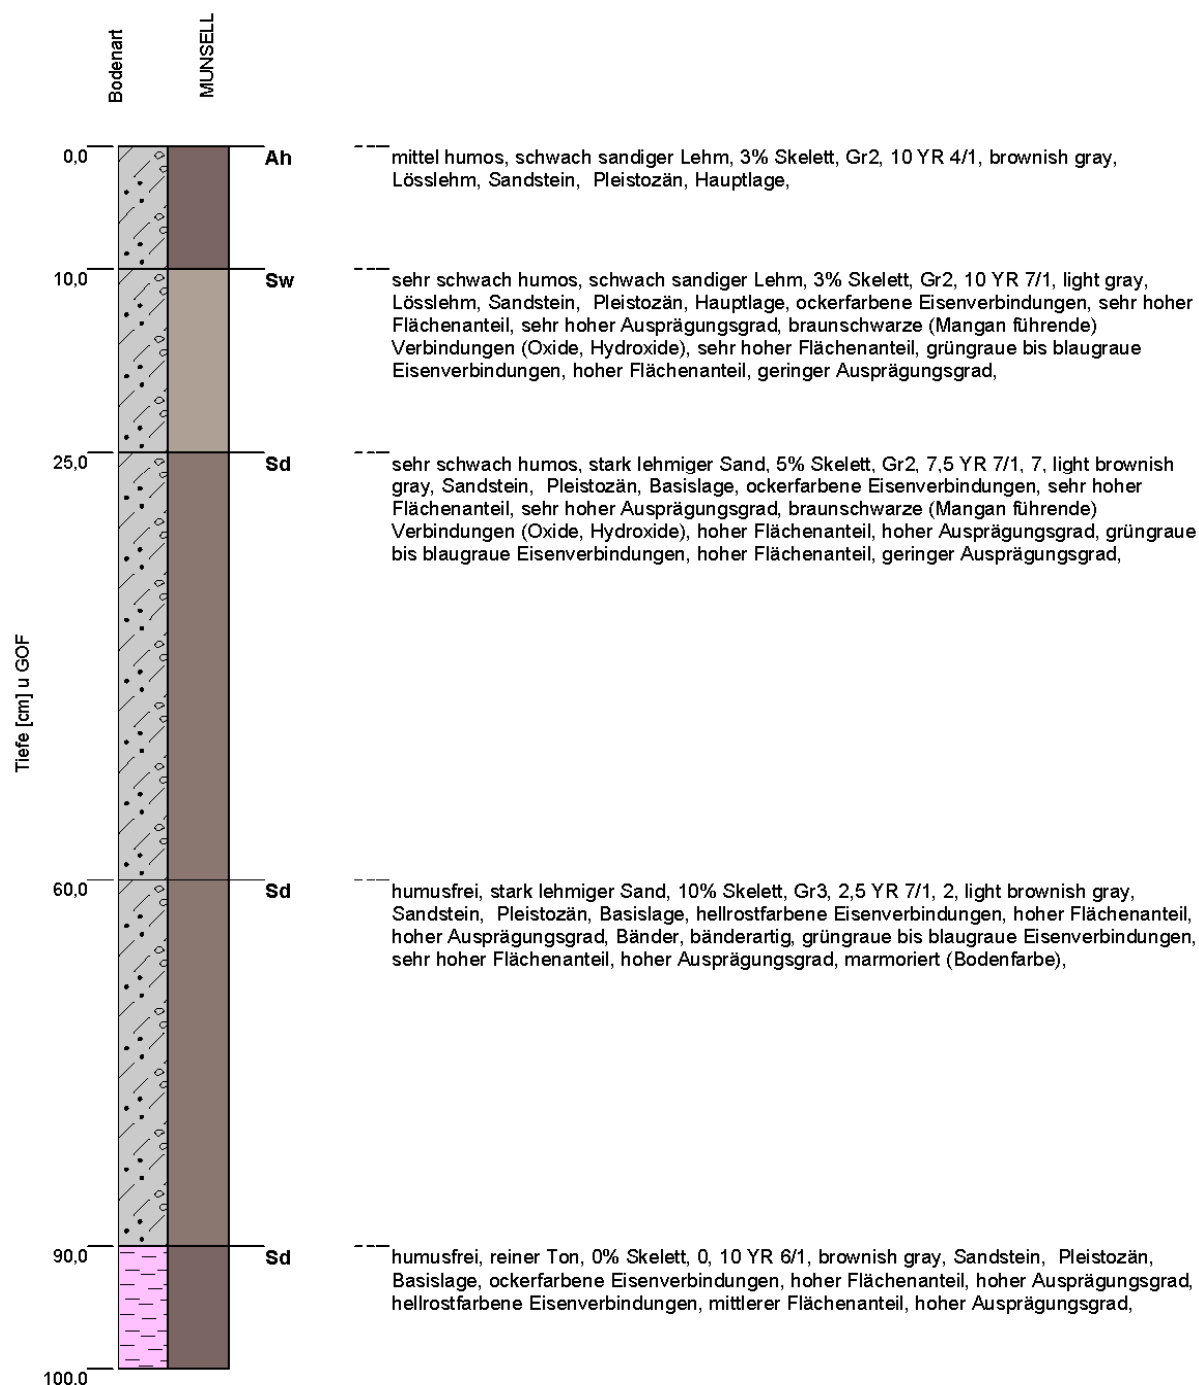 Bodenart
MUNSELL
Tiefe [cm] u GOF
0,0
Ah
mittel humos, schwach sandiger Lehm, 3% Skelett, Gr2, 10 YR 4/1, brownish gray,
Lösslehm, Sandstein, Pleistozän, Hauptlage,
10,0
Sw
sehr schwach humos, schwach sandiger Lehm, 3% Skelett, Gr2, 10 YR 7/1, light gray,
Lösslehm, Sandstein, Pleistozän, Hauptlage, ockerfarbene Eisenverbindungen, sehr hoher
Flächenanteil, sehr hoher Ausprägungsgrad, braunschwarze (Mangan führende)
Verbindungen (Oxide, Hydroxide), sehr hoher Flächenanteil, grüngraue bis blaugraue
Eisenverbindungen, hoher Flächenanteil, geringer Ausprägungsgrad,
25,0
Sd
sehr schwach humos, stark lehmiger Sand, 5% Skelett, Gr2, 7,5 YR 7/1, 7, light brownish
gray, Sandstein, Pleistozän, Basislage, ockerfarbene Eisenverbindungen, sehr hoher
Flächenanteil, sehr hoher Ausprägungsgrad, braunschwarze (Mangan führende)
Verbindungen (Oxide, Hydroxide), hoher Flächenanteil, hoher Ausprägungsgrad, grüngraue
bis blaugraue Eisenverbindungen, hoher Flächenanteil, geringer Ausprägungsgrad,
60,0
Sd
humusfrei, stark lehmiger Sand, 10% Skelett, Gr3, 2,5 YR 7/1, 2, light brownish gray,
Sandstein, Pleistozän, Basislage, hellrostfarbene Eisenverbindungen, hoher Flächenanteil,
hoher Ausprägungsgrad, Bänder, bänderartig, grüngraue bis blaugraue Eisenverbindungen,
sehr hoher Flächenanteil, hoher Ausprägungsgrad, marmoriert (Bodenfarbe),
90,0
Sd
humusfrei, reiner Ton, 0% Skelett, 0, 10 YR 6/1, brownish gray, Sandstein, Pleistozän,
Basislage, ockerfarbene Eisenverbindungen, hoher Flächenanteil, hoher Ausprägungsgrad,
hellrostfarbene Eisenverbindungen, mittlerer Flächenanteil, hoher Ausprägungsgrad,
100,0